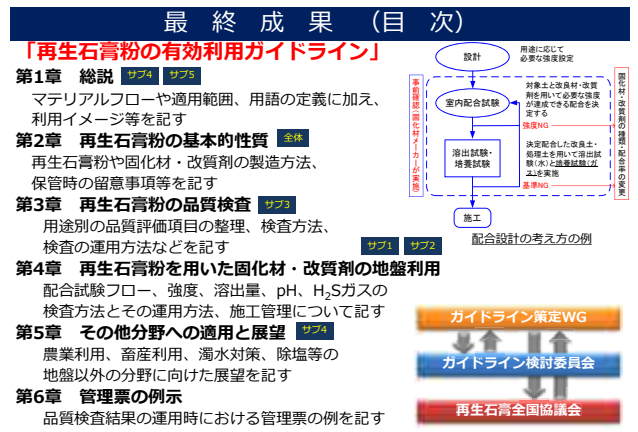 最 終 成 果 （目 次）
「再生石膏粉の有効利用ガイドライン」
第1章　総説 サブ4 サブ5
マテリアルフローや適用範囲、用語の定義に加え、
利用イメージ等を記す
第2章　再生石膏粉の基本的性質 全体
再生石膏粉や固化材・改質剤の製造方法、
保管時の留意事項等を記す
第3章　再生石膏粉の品質検査 サブ3
用途別の品質評価項目の整理、検査方法、
検査の運用方法などを記す
サブ1 サブ2
第4章　再生石膏粉を用いた固化材・改質剤の地盤利用
配合試験フロー、強度、溶出量、pH、H₂Sガスの
検査方法とその運用方法、施工管理について記す
第5章　その他分野への適用と展望 サブ4
農業利用、畜産利用、濁水対策、除塩等の
地盤以外の分野に向けた展望を記す
第6章　管理票の例示
品質検査結果の運用時における管理票の例を記す
設計
用途に応じて
必要な強度設定
事前確認（固化材メーカーが実施）
室内配合試験
対象土と改良材・改質
剤を用いて必要な強度
が達成できる配合を決
定する
強度NG
溶出試験・
培養試験
決定配合した改良土・
処理土を用いて溶出試
験（水）と培養試験（ガ
ス）を実施
基準NG
固化材・改質剤の種類・配合率の変更
施工
配合設計の考え方の例
ガイドライン策定WG
ガイドライン検討委員会
再生石膏全国協議会